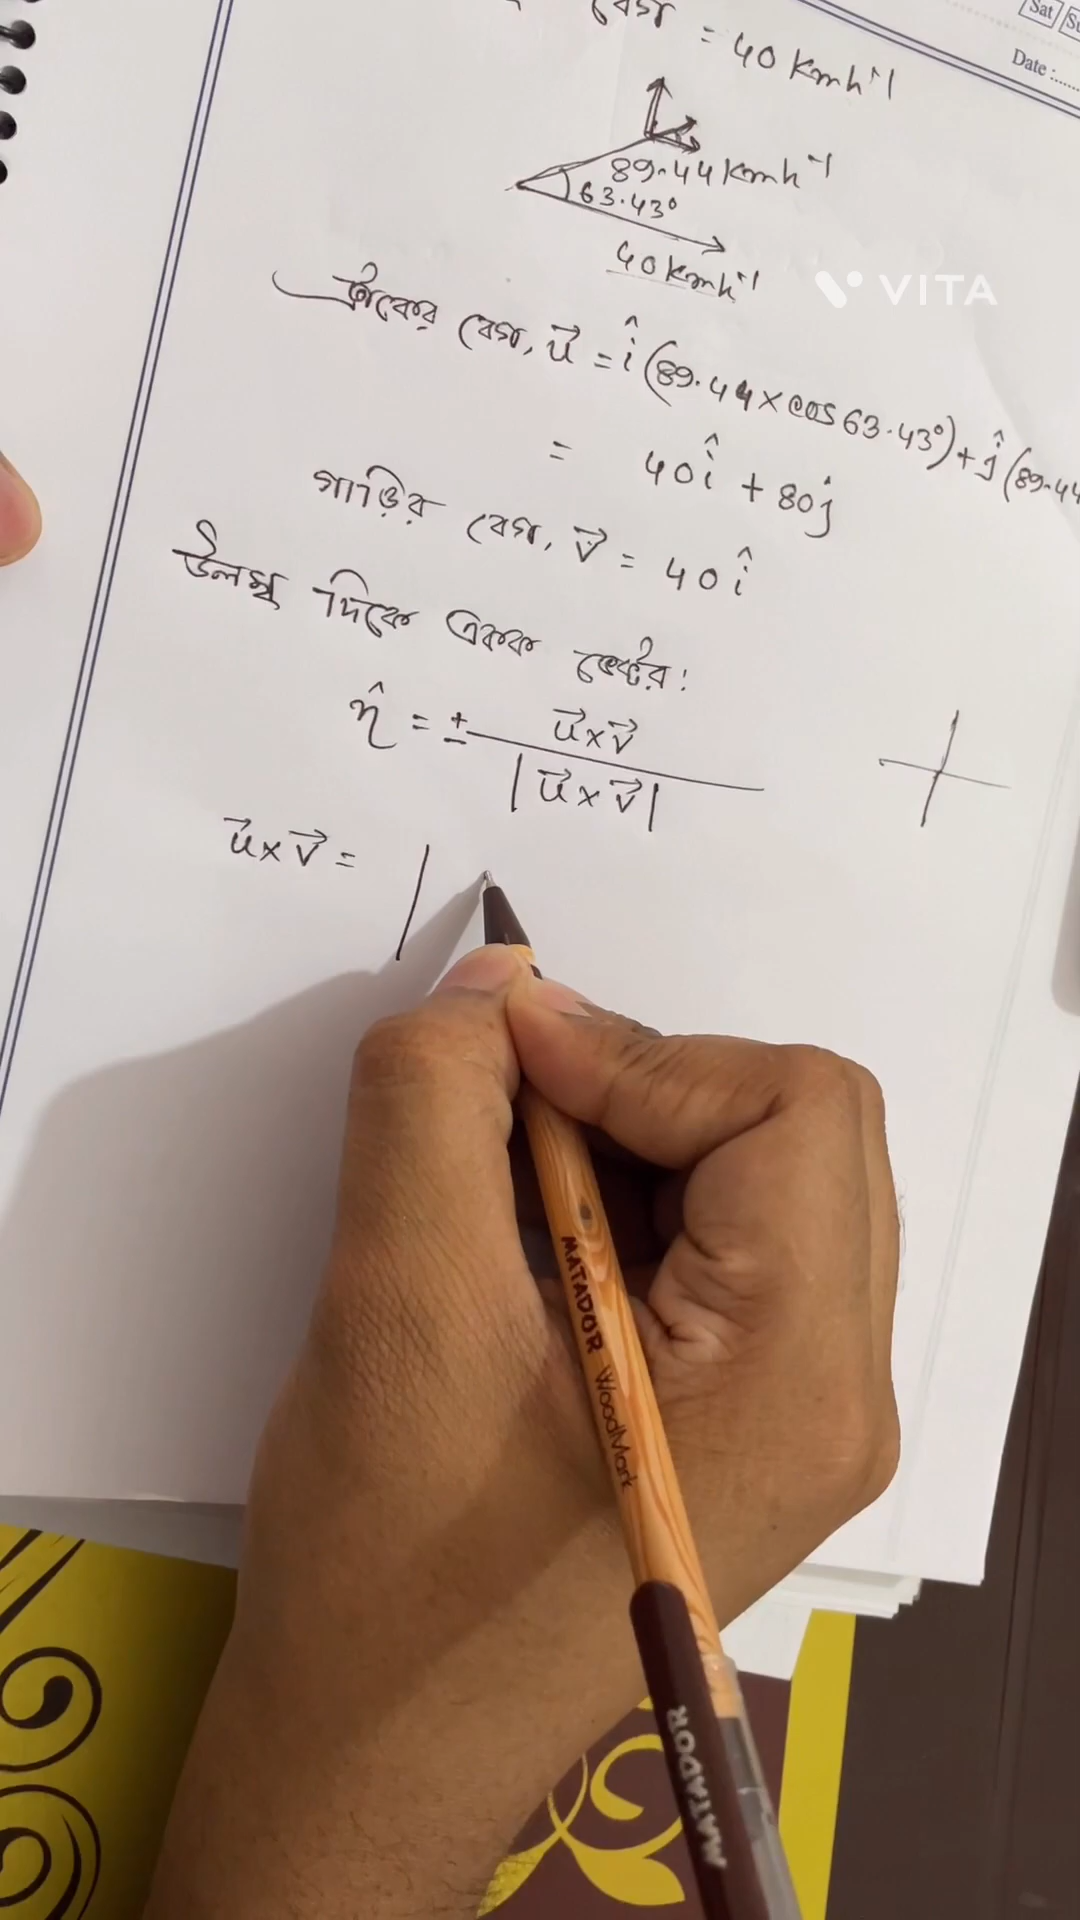 Sat
Date :......
বেগ = 40 kmh^-1
89.44 kmh^-1
63.43°
40 kmh^-1
VITA
ট্রাকের বেগ, u⃗ = î (89.44 × cos 63.43°) + ĵ (89.44
= 40î + 80ĵ
গাড়ির বেগ, v⃗ = 40 î
উলম্ব দিকে একক ভেক্টর :
η̂ = ± u⃗ × v⃗
| u⃗ × v⃗ |
u⃗ × v⃗ = |
MATADOR WoodMark
MATADOR